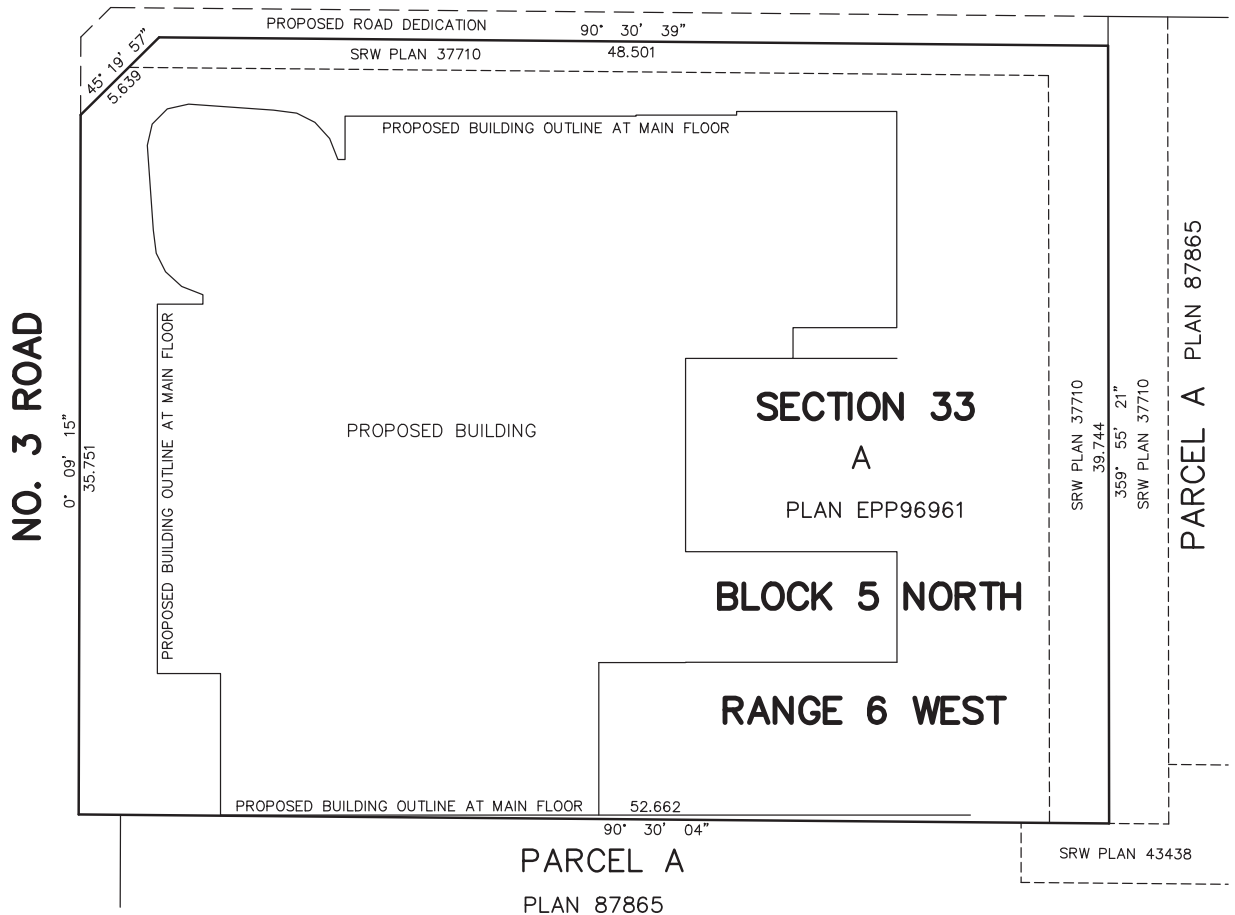 PROPOSED ROAD DEDICATION
90° 30' 39"
SRW PLAN 37710
48.501
45° 19' 57"
5.639
PROPOSED BUILDING OUTLINE AT MAIN FLOOR
NO. 3 ROAD
0° 09' 15"
35.751
PROPOSED BUILDING OUTLINE AT MAIN FLOOR
PROPOSED BUILDING
SECTION 33
A
PLAN EPP96961
BLOCK 5 NORTH
RANGE 6 WEST
SRW PLAN 37710
39.744
359° 55' 21"
SRW PLAN 37710
PARCEL A PLAN 87865
PROPOSED BUILDING OUTLINE AT MAIN FLOOR
52.662
90° 30' 04"
PARCEL A
PLAN 87865
SRW PLAN 43438